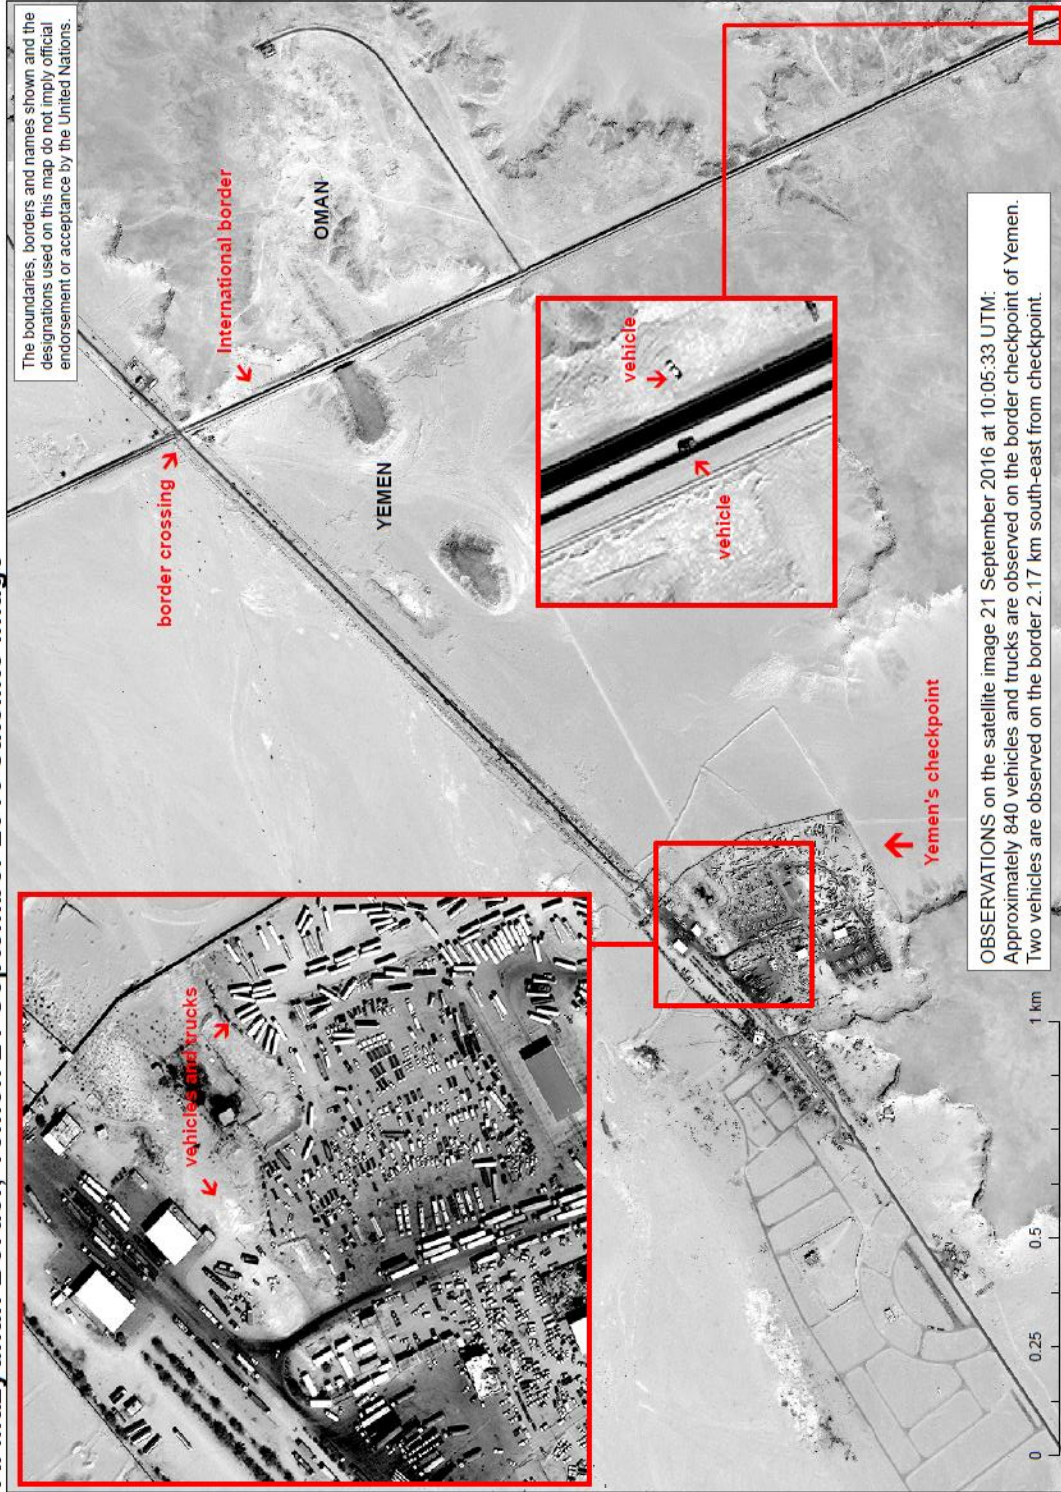 The boundaries, borders and names shown and the
designations used on this map do not imply official
endorsement or acceptance by the United Nations.
border crossing
International border
vehicles and trucks
OMAN
YEMEN
vehicle
vehicle
Yemen's checkpoint
OBSERVATIONS on the satellite image 21 September 2016 at 10:05:33 UTM:
Approximately 840 vehicles and trucks are observed on the border checkpoint of Yemen.
Two vehicles are observed on the border 2.17 km south-east from checkpoint.
0 0.25 0.5 1 km